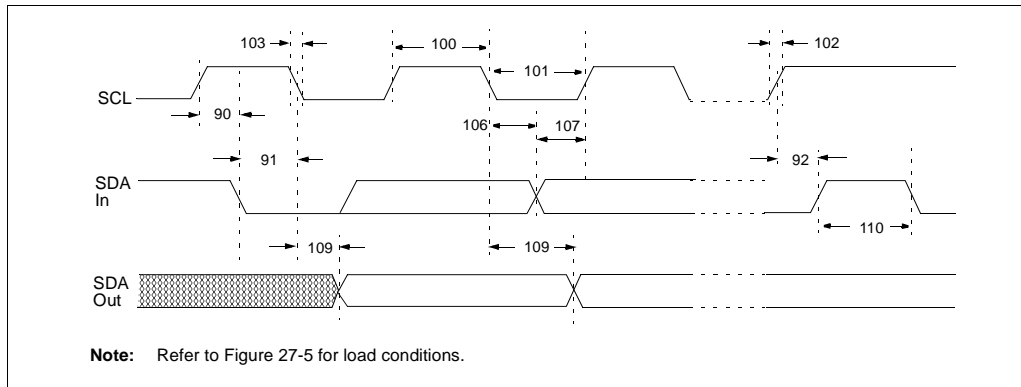 103
100
102
101
SCL
90
106
107
91
92
SDA
In
110
109
109
SDA
Out
Note: Refer to Figure 27-5 for load conditions.